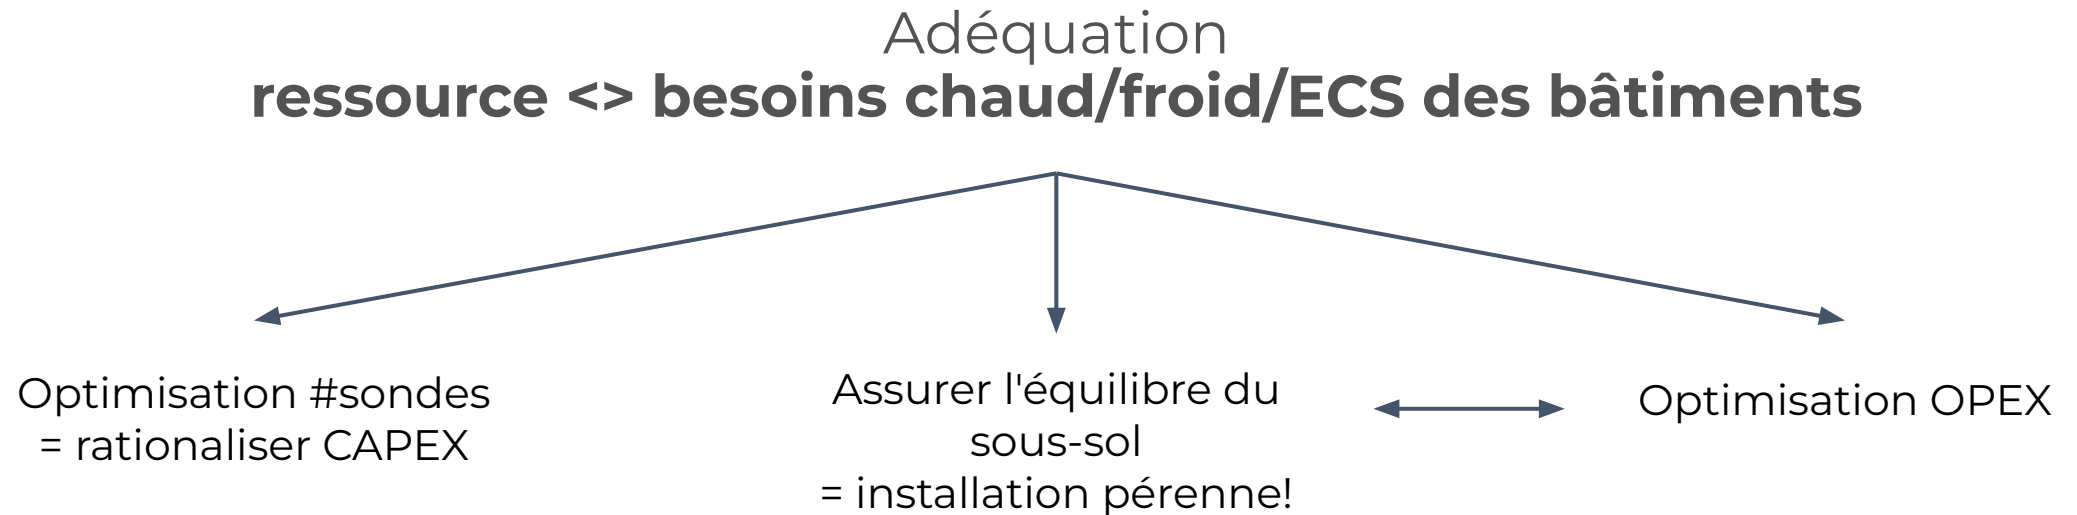 Adéquation
ressource <> besoins chaud/froid/ECS des bâtiments
Optimisation #sondes
= rationaliser CAPEX
Assurer l'équilibre du
sous-sol
= installation pérenne!
Optimisation OPEX